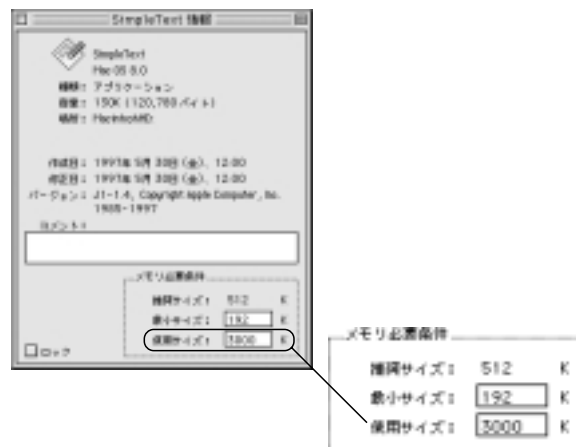 SimpleText 情報
SimpleText
Mac OS 8.0
種類： アプリケーション
容量： 150K (120,780 バイト)
場所： MacintoshHD:
作成日： 1997年 5月 30日 (金)、12:00
修正日： 1997年 5月 30日 (金)、12:00
バージョン： J1-1.4, Copyright Apple Computer, Inc.
1985-1997
コメント：
メモリ必要条件
推奨サイズ： 512 K
最小サイズ： 192 K
使用サイズ： 3000 K
ロック
メモリ必要条件
推奨サイズ： 512 K
最小サイズ： 192 K
使用サイズ： 3000 K